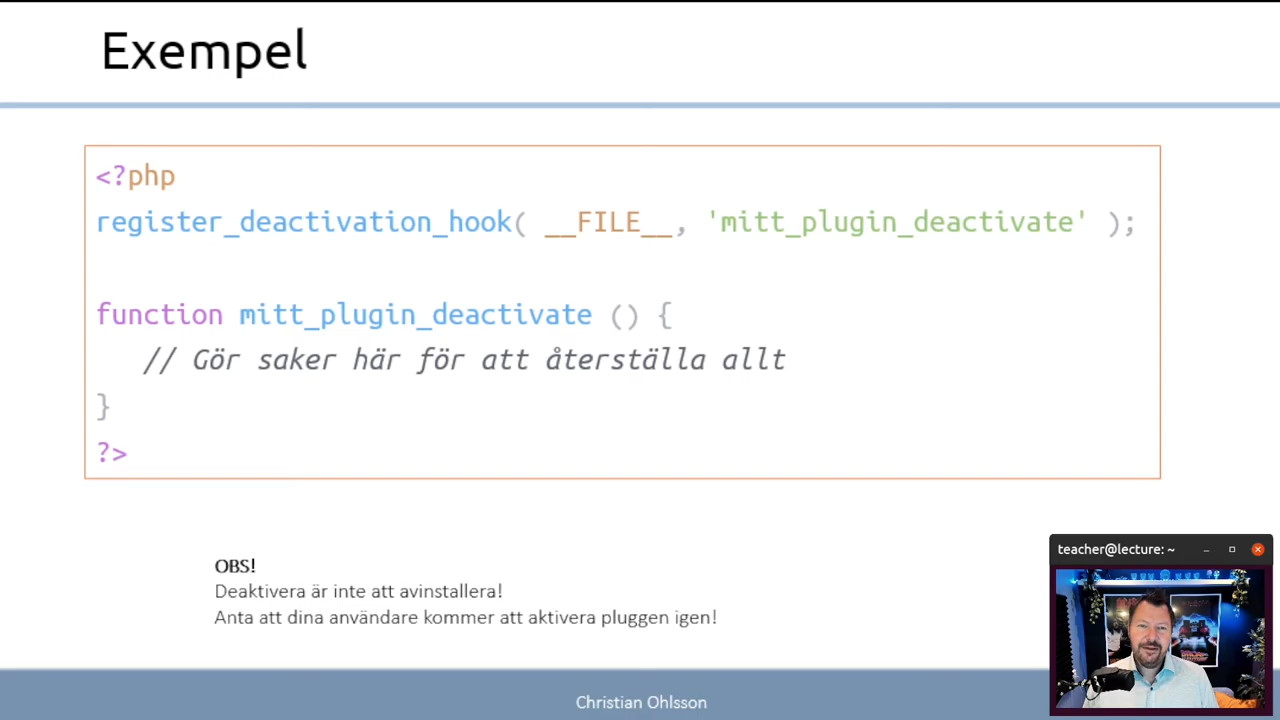 Exempel
<?php
register_deactivation_hook( __FILE__, 'mitt_plugin_deactivate' );
function mitt_plugin_deactivate () {
// Gör saker här för att återställa allt
}
?>
OBS!
Deaktivera är inte att avinstallera!
Anta att dina användare kommer att aktivera pluggen igen!
teacher@lecture: ~
Christian Ohlsson